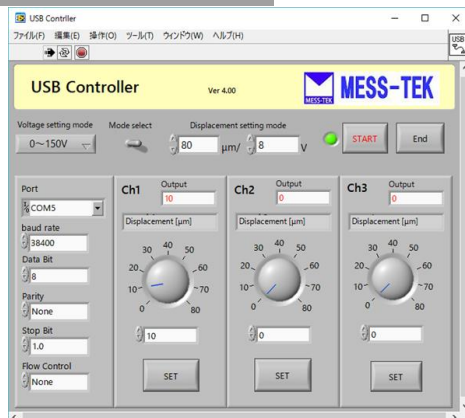 USB Contrller
ファイル(F) 編集(E) 操作(O) ツール(T) ウィンドウ(W) ヘルプ(H)
USB
USB Controller
Ver 4.00
MESS-TEK
MESS-TEK
Voltage setting mode
Mode select
Displacement setting mode
0~150V
80
μm/
8
V
START
End
Port
COM5
baud rate
38400
Data Bit
8
Parity
None
Stop Bit
1.0
Flow Control
None
Ch1
Output
10
Displacement [μm]
0 10 20 30 40 50 60 70 80
10
SET
Ch2
Output
0
Displacement [μm]
0 10 20 30 40 50 60 70 80
0
SET
Ch3
Output
0
Displacement [μm]
0 10 20 30 40 50 60 70 80
0
SET